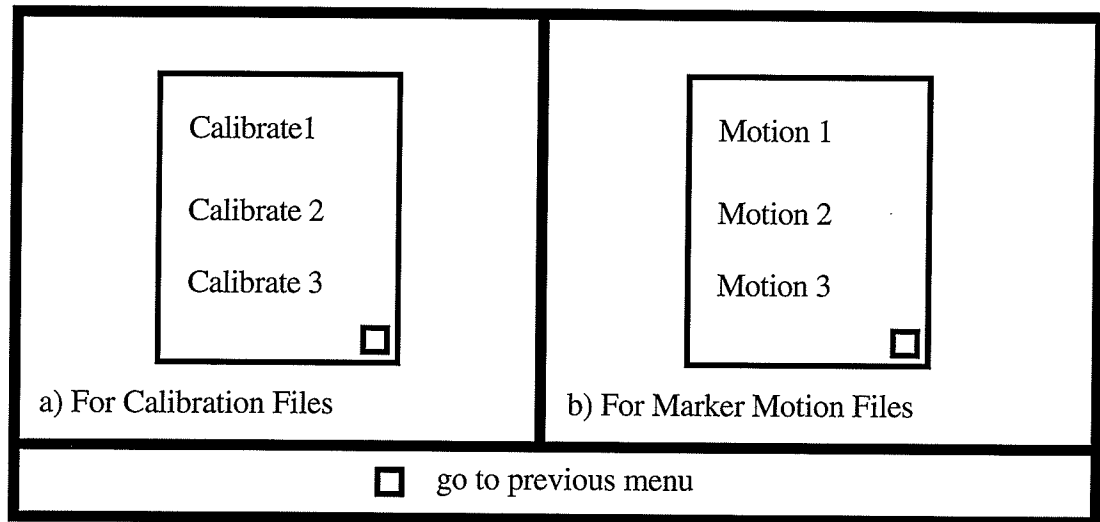 Calibrate1
Calibrate 2
Calibrate 3
a) For Calibration Files
Motion 1
Motion 2
Motion 3
b) For Marker Motion Files
go to previous menu